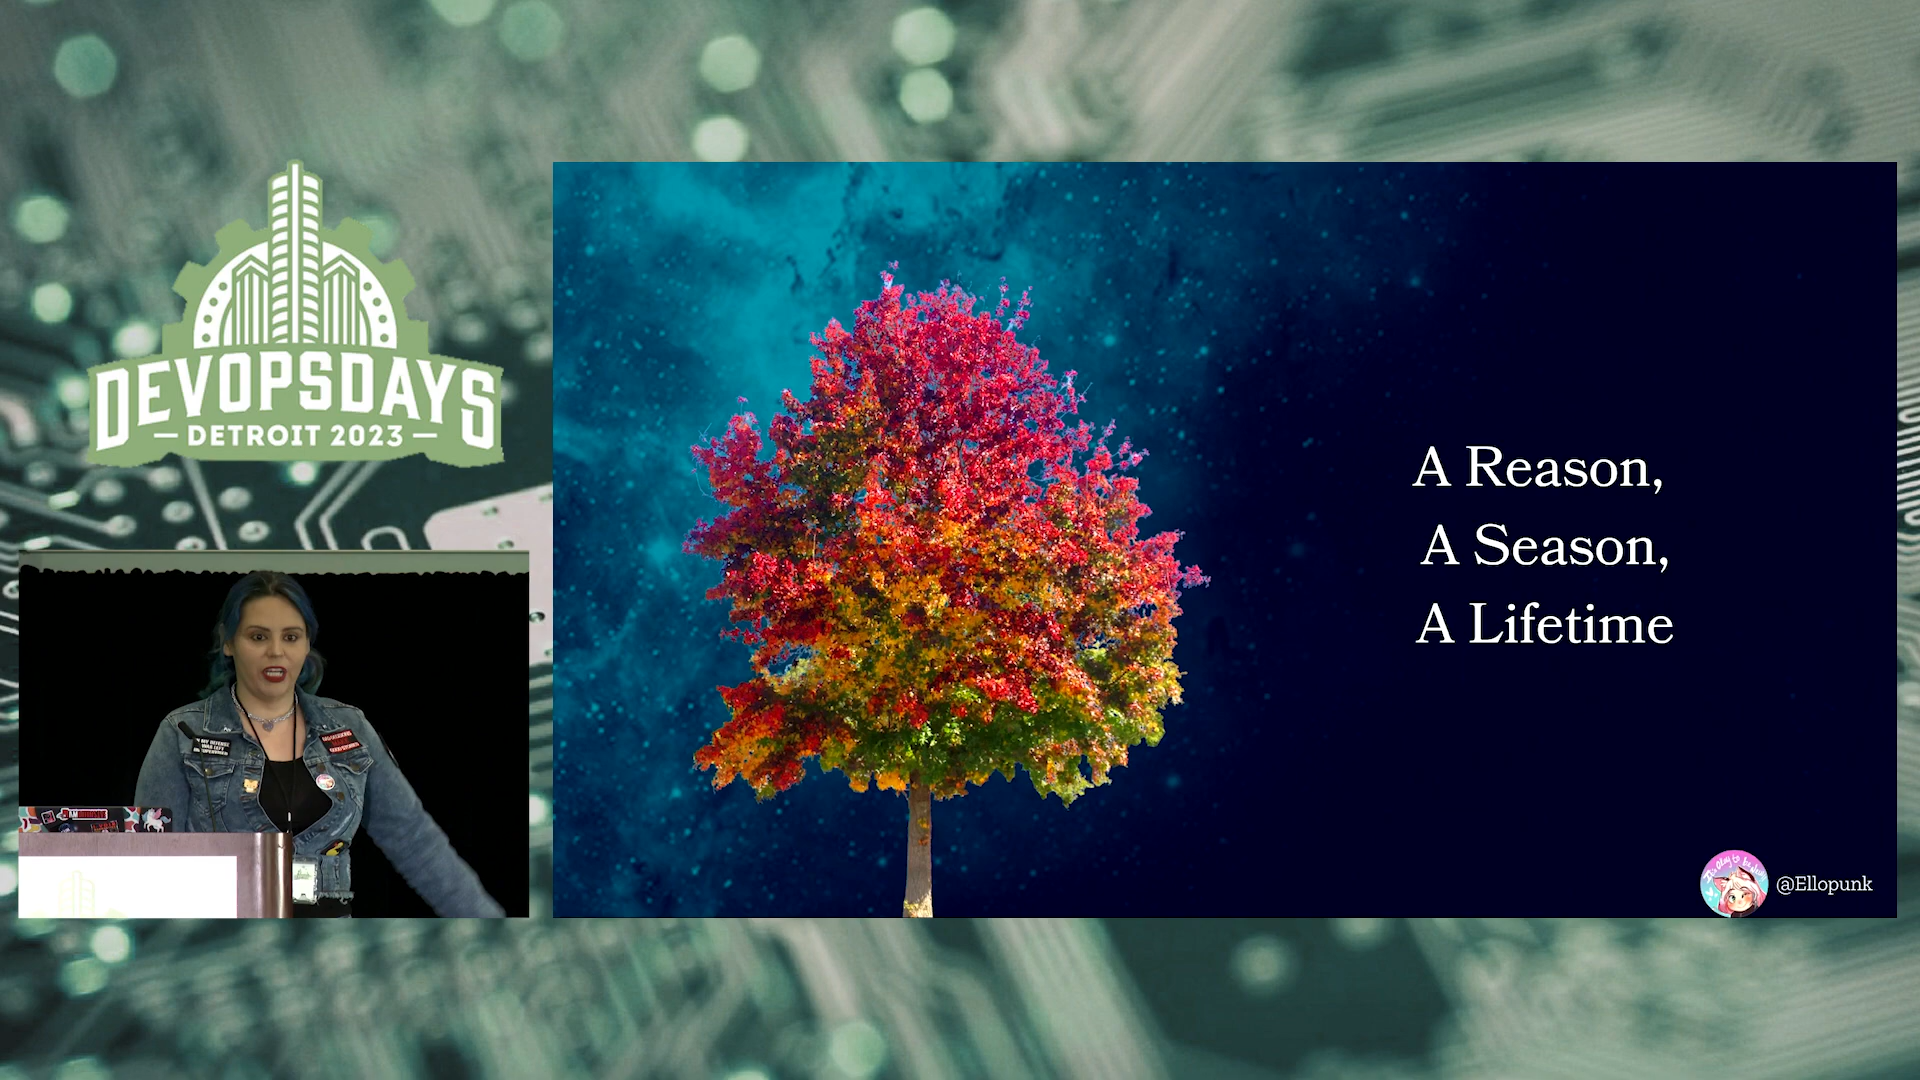 DEVOPSDAYS
DETROIT 2023
A Reason,
A Season,
A Lifetime
@Ellopunk